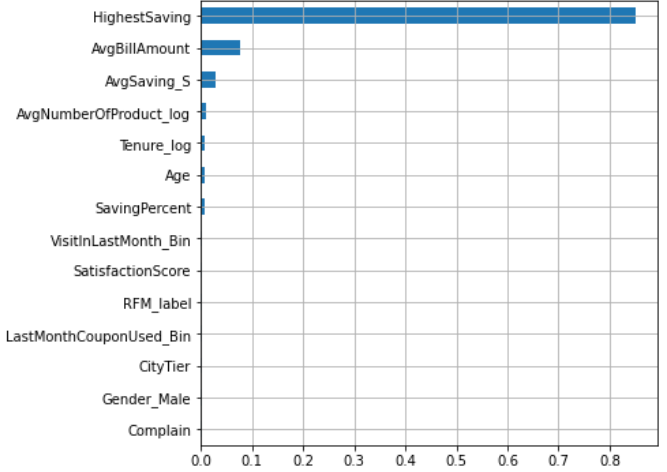 HighestSaving
AvgBillAmount
AvgSaving_S
AvgNumberOfProduct_log
Tenure_log
Age
SavingPercent
VisitInLastMonth_Bin
SatisfactionScore
RFM_label
LastMonthCouponUsed_Bin
CityTier
Gender_Male
Complain
0.0 0.1 0.2 0.3 0.4 0.5 0.6 0.7 0.8